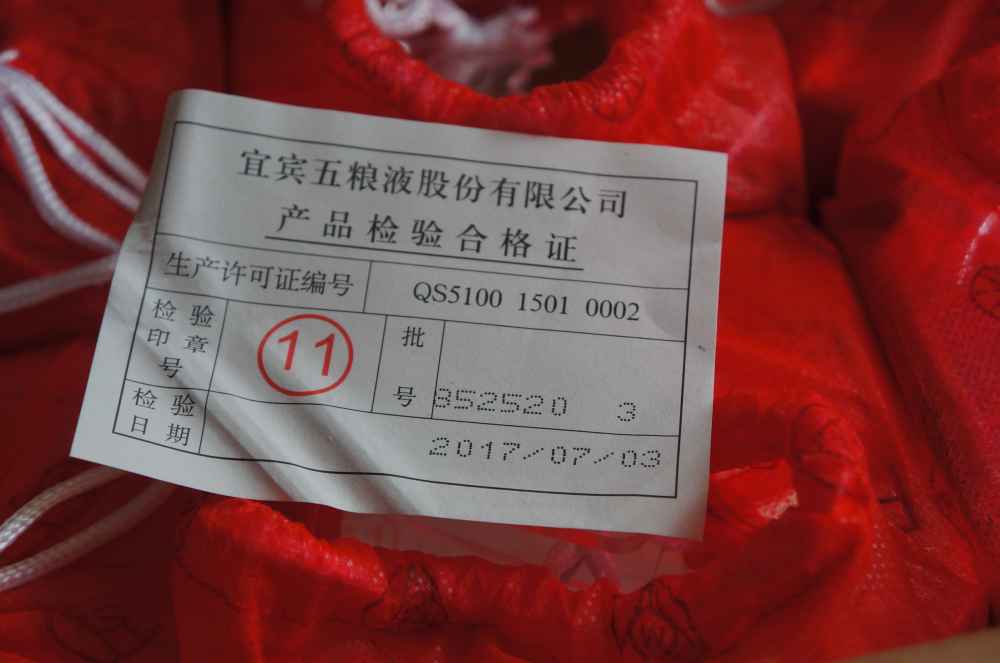 宜宾五粮液股份有限公司
产品检验合格证
生产许可证编号 QS5100 1501 0002
检验印章号 11 批号 852520 3
检验日期 2017/07/03